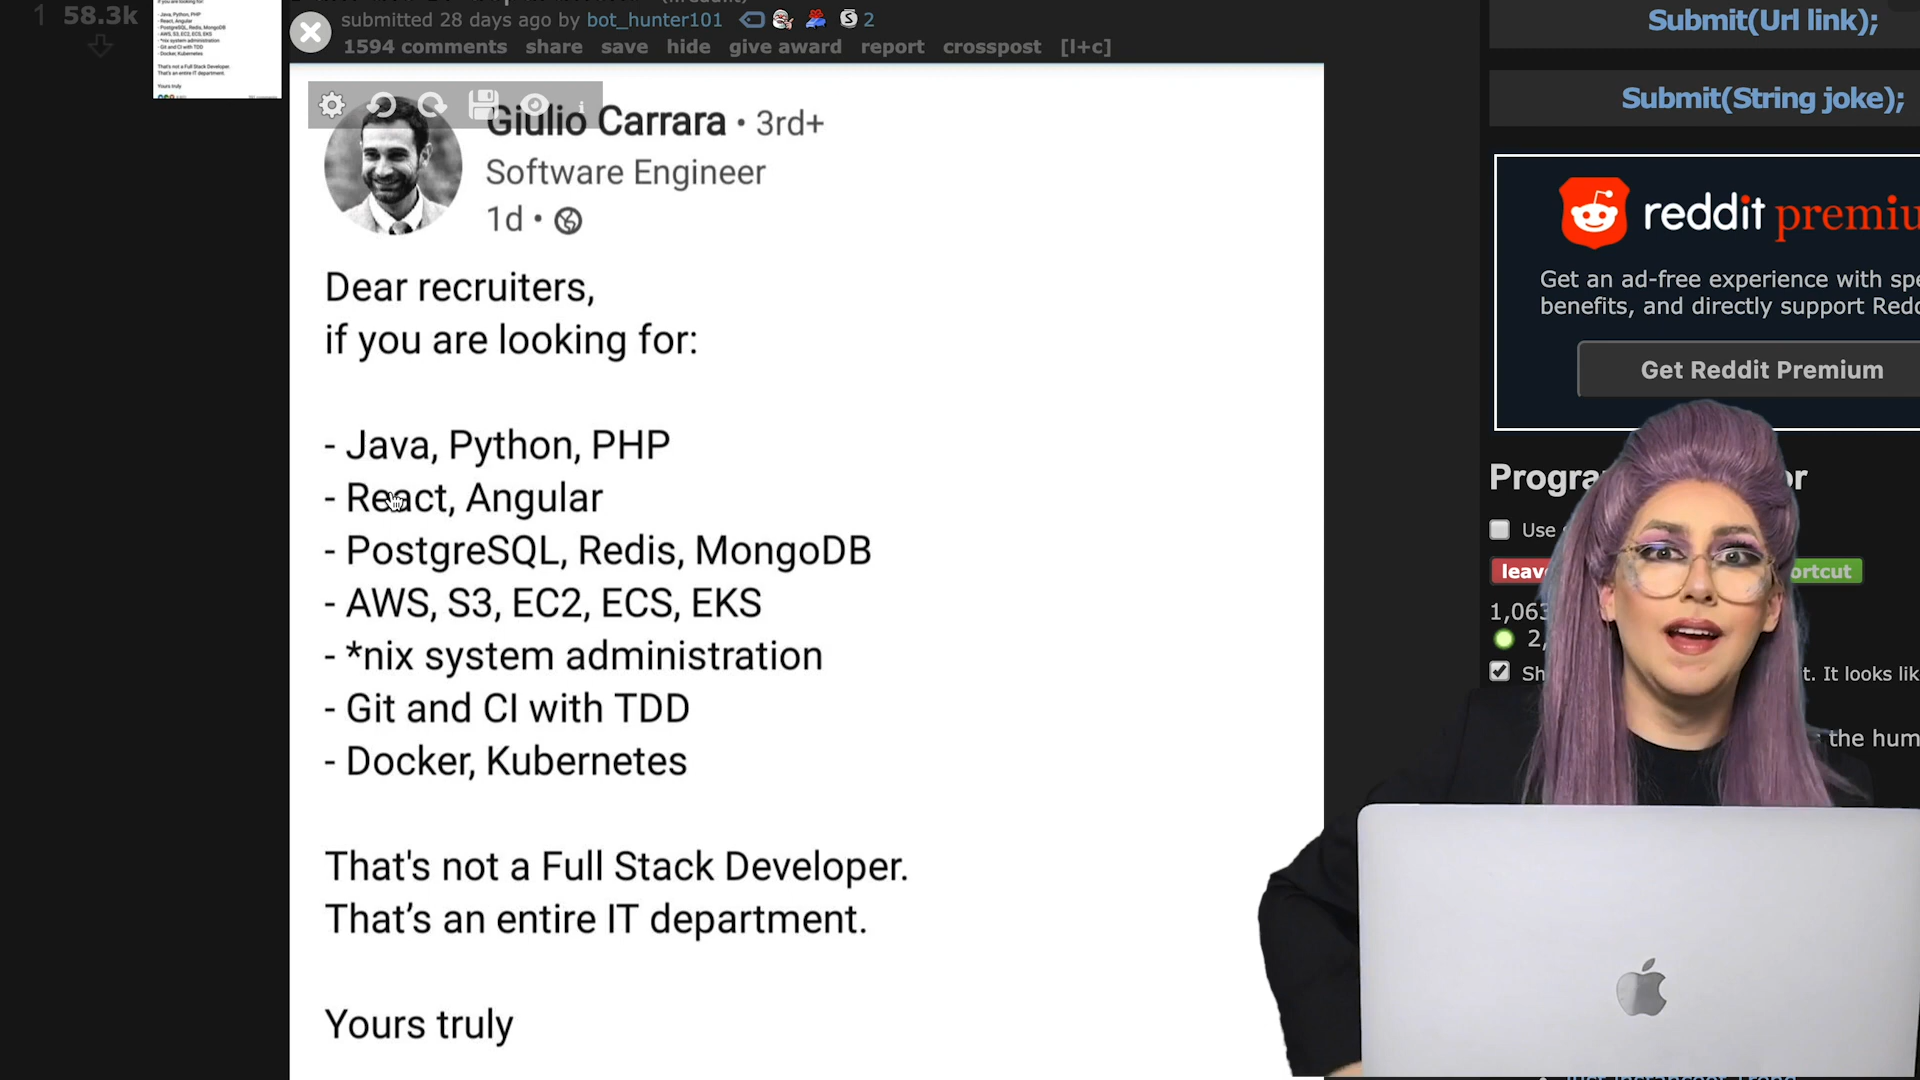 1 58.3k
submitted 28 days ago by bot_hunter101 2
1594 comments share save hide give award report crosspost [l+c]
Giulio Carrara • 3rd+
Software Engineer
1d •
Dear recruiters,
if you are looking for:
- Java, Python, PHP
- React, Angular
- PostgreSQL, Redis, MongoDB
- AWS, S3, EC2, ECS, EKS
- *nix system administration
- Git and CI with TDD
- Docker, Kubernetes
That's not a Full Stack Developer.
That’s an entire IT department.
Yours truly
Submit(Url link);
Submit(String joke);
reddit premiu
Get an ad-free experience with spe
benefits, and directly support Redd
Get Reddit Premium
Progra or
Use
leave ortcut
1,063
2,
Sh t. It looks lik
the hum